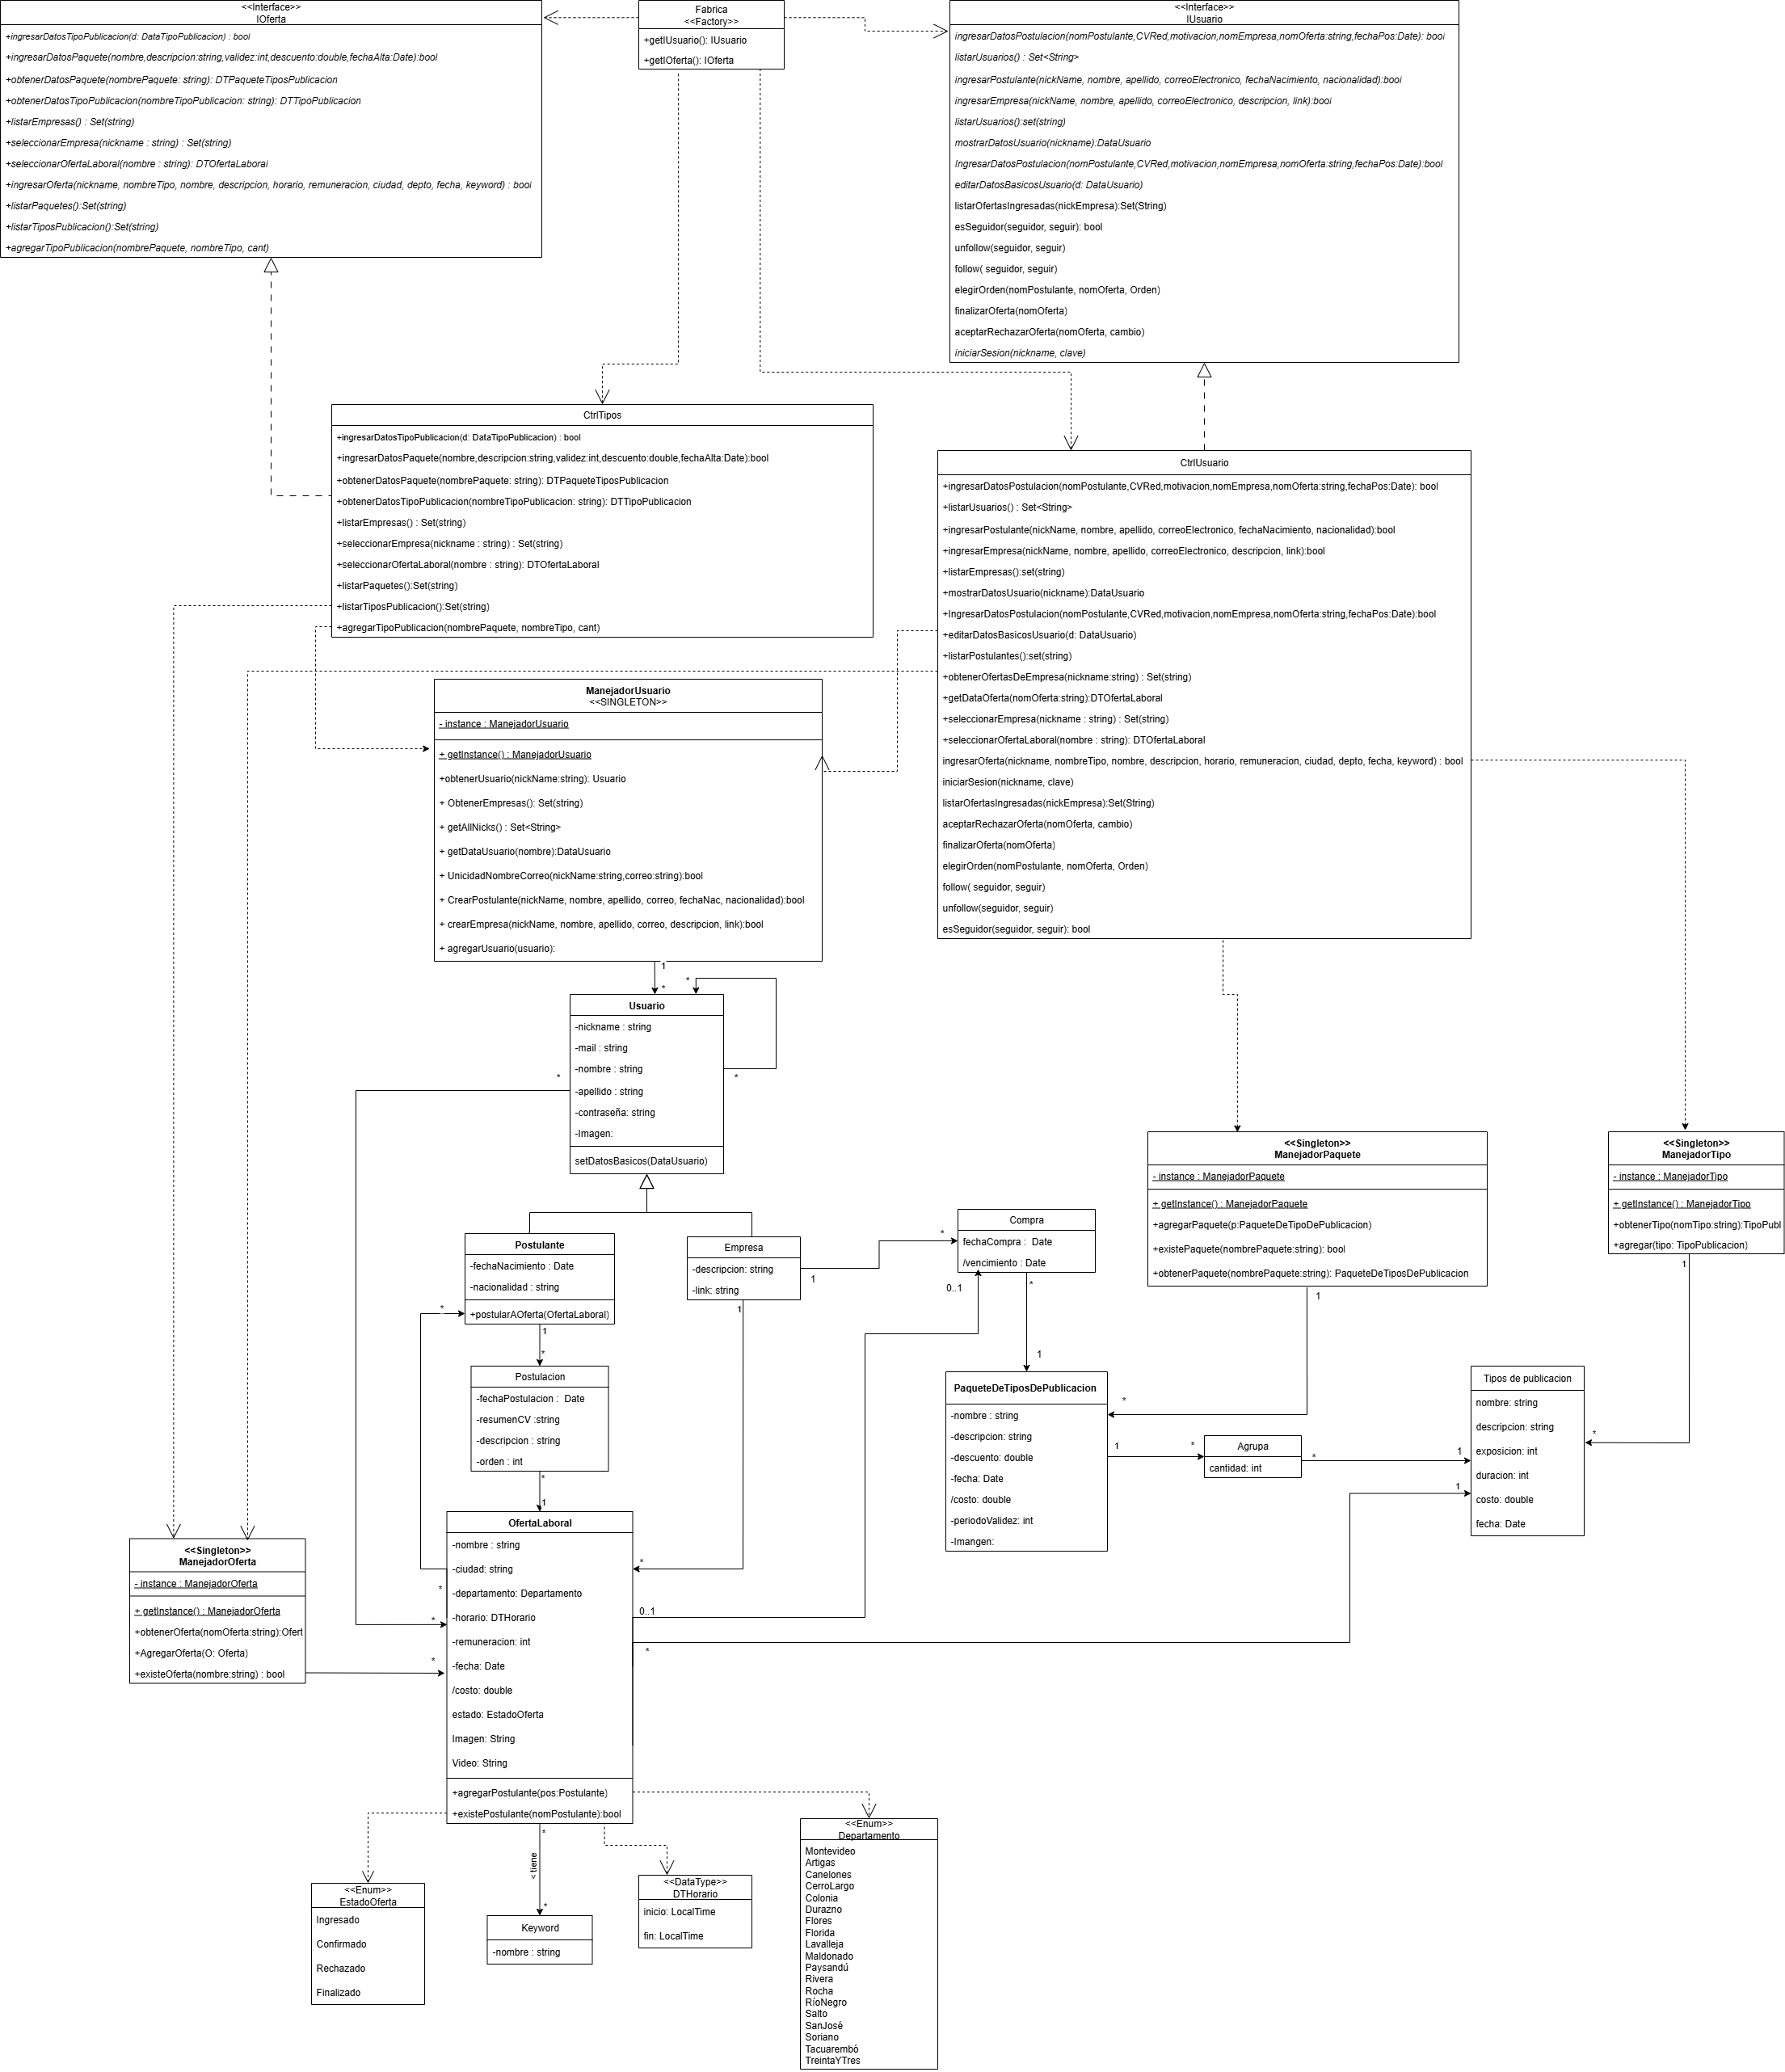 <<Interface>>
IOferta
+ingresarDatosTipoPublicacion(d: DataTipoPublicacion) : bool
+ingresarDatosPaquete(nombre,descripcion:string,validez:int,descuento:double,fechaAlta:Date):bool
+obtenerDatosPaquete(nombrePaquete: string): DTPaqueteTiposPublicacion
+obtenerDatosTipoPublicacion(nombreTipoPublicacion: string): DTTipoPublicacion
+listarEmpresas() : Set(string)
+seleccionarEmpresa(nickname : string) : Set(string)
+seleccionarOfertaLaboral(nombre : string): DTOfertaLaboral
+ingresarOferta(nickname, nombreTipo, nombre, descripcion, horario, remuneracion, ciudad, depto, fecha, keyword) : bool
+listarPaquetes():Set(string)
+listarTiposPublicacion():Set(string)
+agregarTipoPublicacion(nombrePaquete, nombreTipo, cant)
Fabrica
<<Factory>>
+getIUsuario(): IUsuario
+getIOferta(): IOferta
<<Interface>>
IUsuario
ingresarDatosPostulacion(nomPostulante,CVRed,motivacion,nomEmpresa,nomOferta:string,fechaPos:Date): bool
listarUsuarios() : Set<String>
ingresarPostulante(nickName, nombre, apellido, correoElectronico, fechaNacimiento, nacionalidad):bool
ingresarEmpresa(nickName, nombre, apellido, correoElectronico, descripcion, link):bool
listarUsuarios():set(string)
mostrarDatosUsuario(nickname):DataUsuario
IngresarDatosPostulacion(nomPostulante,CVRed,motivacion,nomEmpresa,nomOferta:string,fechaPos:Date):bool
editarDatosBasicosUsuario(d: DataUsuario)
listarOfertasIngresadas(nickEmpresa):Set(String)
esSeguidor(seguidor, seguir): bool
unfollow(seguidor, seguir)
follow( seguidor, seguir)
elegirOrden(nomPostulante, nomOferta, Orden)
finalizarOferta(nomOferta)
aceptarRechazarOferta(nomOferta, cambio)
iniciarSesion(nickname, clave)
CtrlTipos
+ingresarDatosTipoPublicacion(d: DataTipoPublicacion) : bool
+ingresarDatosPaquete(nombre,descripcion:string,validez:int,descuento:double,fechaAlta:Date):bool
+obtenerDatosPaquete(nombrePaquete: string): DTPaqueteTiposPublicacion
+obtenerDatosTipoPublicacion(nombreTipoPublicacion: string): DTTipoPublicacion
+listarEmpresas() : Set(string)
+seleccionarEmpresa(nickname : string) : Set(string)
+seleccionarOfertaLaboral(nombre : string): DTOfertaLaboral
+listarPaquetes():Set(string)
+listarTiposPublicacion():Set(string)
+agregarTipoPublicacion(nombrePaquete, nombreTipo, cant)
CtrlUsuario
+ingresarDatosPostulacion(nomPostulante,CVRed,motivacion,nomEmpresa,nomOferta:string,fechaPos:Date): bool
+listarUsuarios() : Set<String>
+ingresarPostulante(nickName, nombre, apellido, correoElectronico, fechaNacimiento, nacionalidad):bool
+ingresarEmpresa(nickName, nombre, apellido, correoElectronico, descripcion, link):bool
+listarEmpresas():set(string)
+mostrarDatosUsuario(nickname):DataUsuario
+IngresarDatosPostulacion(nomPostulante,CVRed,motivacion,nomEmpresa,nomOferta:string,fechaPos:Date):bool
+editarDatosBasicosUsuario(d: DataUsuario)
+listarPostulantes():set(string)
+obtenerOfertasDeEmpresa(nickname:string) : Set(string)
+getDataOferta(nomOferta:string):DTOfertaLaboral
+seleccionarEmpresa(nickname : string) : Set(string)
+seleccionarOfertaLaboral(nombre : string): DTOfertaLaboral
ingresarOferta(nickname, nombreTipo, nombre, descripcion, horario, remuneracion, ciudad, depto, fecha, keyword) : bool
iniciarSesion(nickname, clave)
listarOfertasIngresadas(nickEmpresa):Set(String)
aceptarRechazarOferta(nomOferta, cambio)
finalizarOferta(nomOferta)
elegirOrden(nomPostulante, nomOferta, Orden)
follow( seguidor, seguir)
unfollow(seguidor, seguir)
esSeguidor(seguidor, seguir): bool
ManejadorUsuario
<<SINGLETON>>
- instance : ManejadorUsuario
+ getInstance() : ManejadorUsuario
+obtenerUsuario(nickName:string): Usuario
+ ObtenerEmpresas(): Set(string)
+ getAllNicks() : Set<String>
+ getDataUsuario(nombre):DataUsuario
+ UnicidadNombreCorreo(nickName:string,correo:string):bool
+ CrearPostulante(nickName, nombre, apellido, correo, fechaNac, nacionalidad):bool
+ crearEmpresa(nickName, nombre, apellido, correo, descripcion, link):bool
+ agregarUsuario(usuario):
1
*
*
Usuario
-nickname : string
-mail : string
-nombre : string
-apellido : string
-contraseña: string
-Imagen:
setDatosBasicos(DataUsuario)
*
*
<<Singleton>>
ManejadorPaquete
- instance : ManejadorPaquete
+ getInstance() : ManejadorPaquete
+agregarPaquete(p:PaqueteDeTipoDePublicacion)
+existePaquete(nombrePaquete:string): bool
+obtenerPaquete(nombrePaquete:string): PaqueteDeTiposDePublicacion
1
<<Singleton>>
ManejadorTipo
- instance : ManejadorTipo
+ getInstance() : ManejadorTipo
+obtenerTipo(nomTipo:string):TipoPubl
+agregar(tipo: TipoPublicacion)
1
Postulante
-fechaNacimiento : Date
-nacionalidad : string
+postularAOferta(OfertaLaboral)
*
1
*
Empresa
-descripcion: string
-link: string
1
1
*
Compra
fechaCompra : Date
/vencimiento : Date
0..1
*
1
Postulacion
-fechaPostulacion : Date
-resumenCV :string
-descripcion : string
-orden : int
*
1
PaqueteDeTiposDePublicacion
-nombre : string
-descripcion: string
-descuento: double
-fecha: Date
/costo: double
-periodoValidez: int
-Imangen:
*
1
*
Agrupa
cantidad: int
*
1
1
Tipos de publicacion
nombre: string
descripcion: string
exposicion: int
duracion: int
costo: double
fecha: Date
*
<<Singleton>>
ManejadorOferta
- instance : ManejadorOferta
+ getInstance() : ManejadorOferta
+obtenerOferta(nomOferta:string):Ofert
+AgregarOferta(O: Oferta)
+existeOferta(nombre:string) : bool
*
*
*
OfertaLaboral
-nombre : string
-ciudad: string
-departamento: Departamento
-horario: DTHorario
-remuneracion: int
-fecha: Date
/costo: double
estado: EstadoOferta
Imagen: String
Video: String
+agregarPostulante(pos:Postulante)
+existePostulante(nomPostulante):bool
*
0..1
*
*
< tiene
*
<<Enum>>
EstadoOferta
Ingresado
Confirmado
Rechazado
Finalizado
Keyword
-nombre : string
<<DataType>>
DTHorario
inicio: LocalTime
fin: LocalTime
<<Enum>>
Departamento
Montevideo
Artigas
Canelones
CerroLargo
Colonia
Durazno
Flores
Florida
Lavalleja
Maldonado
Paysandú
Rivera
Rocha
RíoNegro
Salto
SanJosé
Soriano
Tacuarembó
TreintaYTres